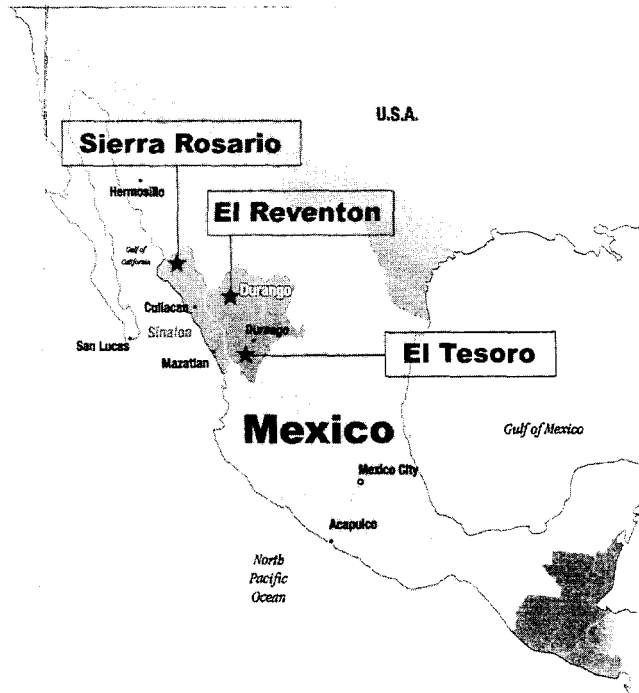 U.S.A.
Sierra Rosario
Hermosillo
El Reventon
Gulf of
California
Durango
Culiacan
Sinaloa
Durango
San Lucas
El Tesoro
Mazatlan
Mexico
Gulf of Mexico
Mexico City
Acapulco
North
Pacific
Ocean